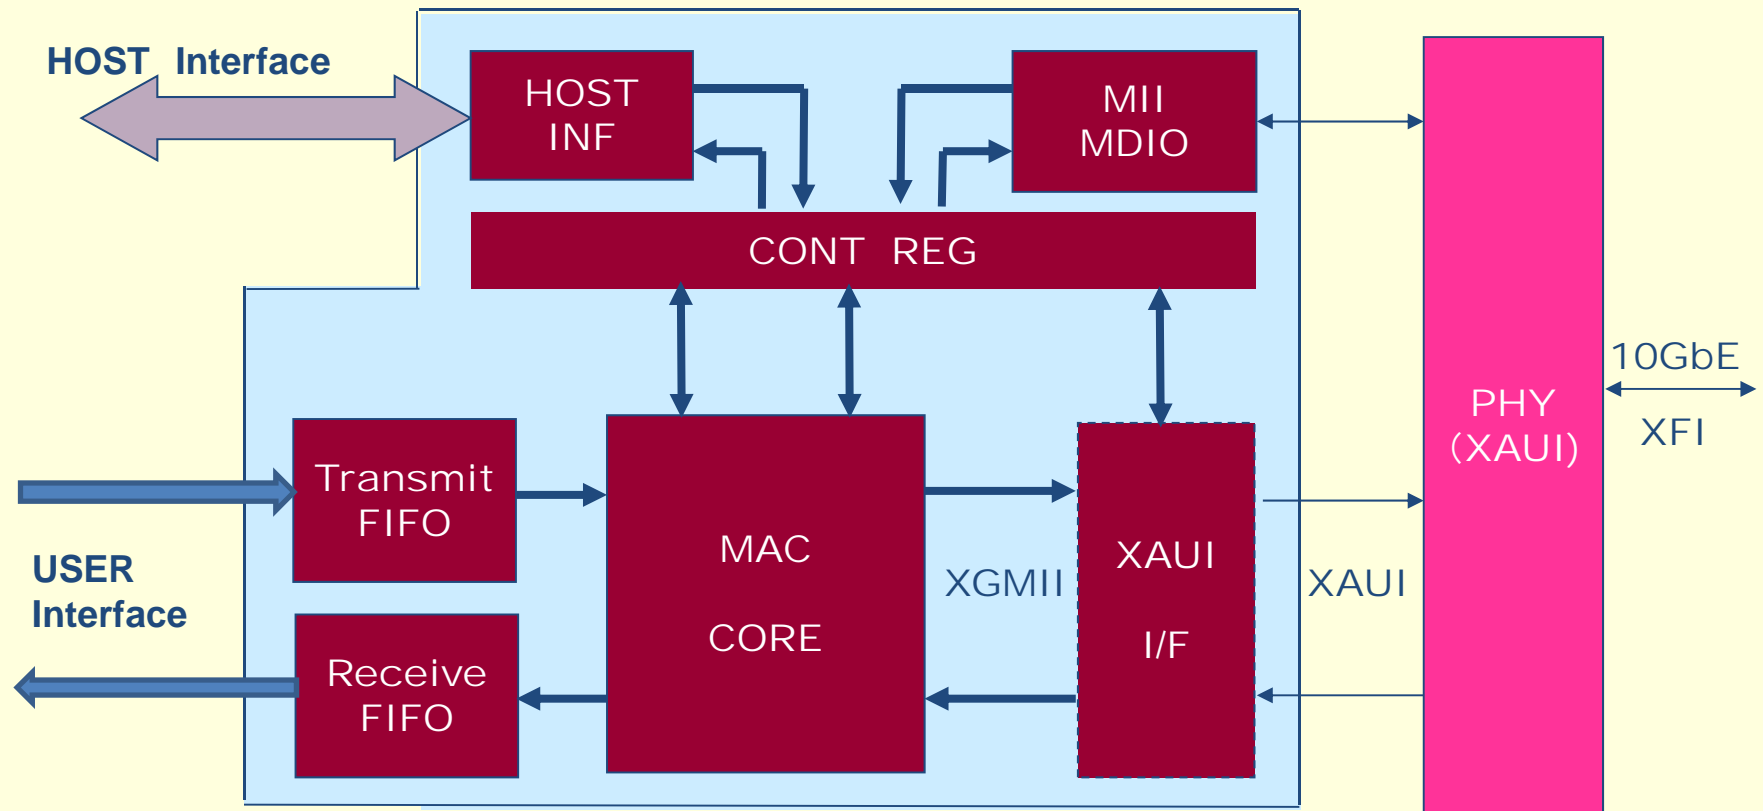 HOST Interface
HOST
INF
MII
MDIO
CONT REG
10GbE
XFI
PHY
(XAUI)
Transmit
FIFO
MAC
CORE
XGMII
XAUI
I/F
XAUI
USER
Interface
Receive
FIFO